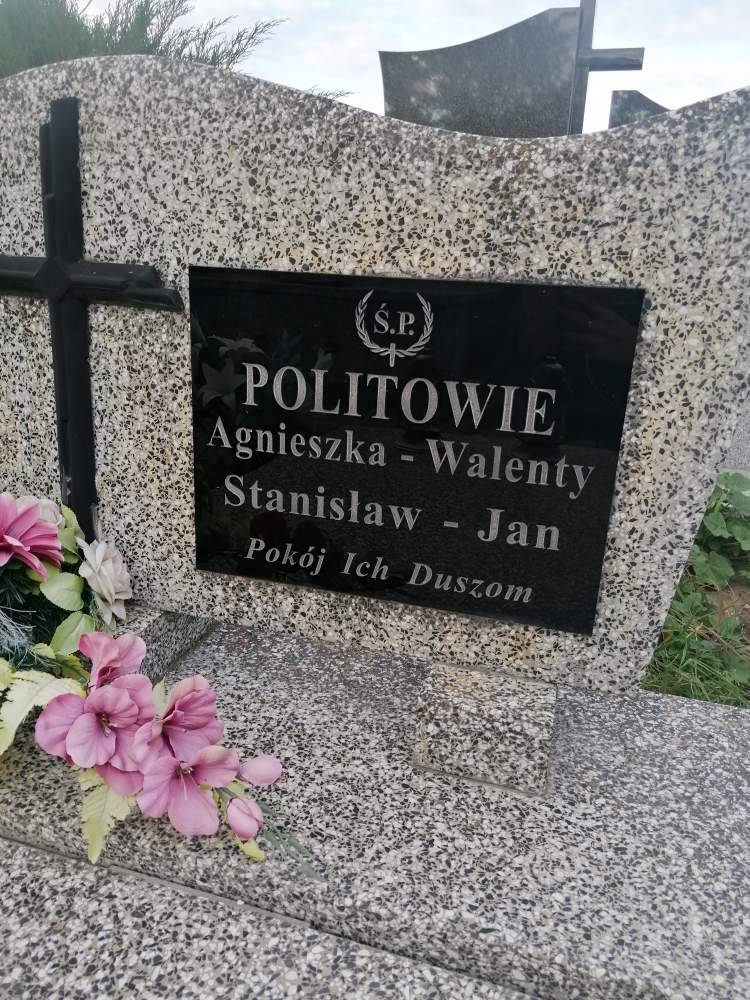 Ś.P.
POLITOWIE
Agnieszka - Walenty
Stanisław - Jan
Pokój Ich Duszom